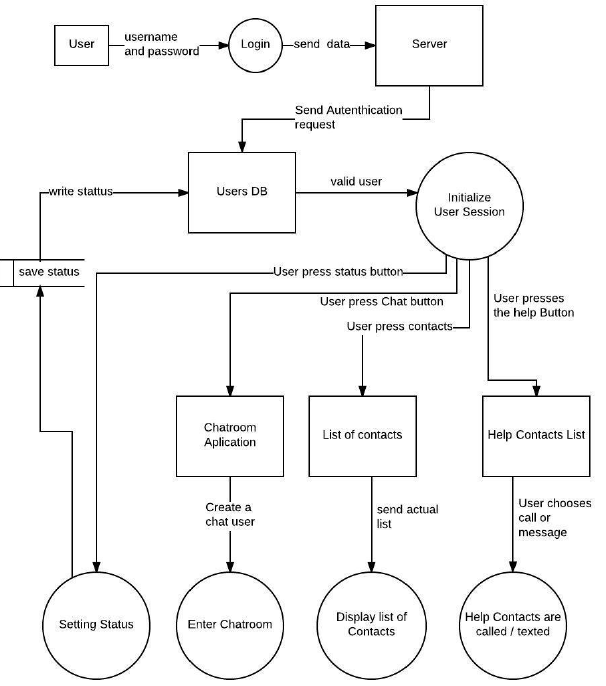 User
username
and password
Login
send  data
Server
Send Autenthication
request
write stattus
Users DB
valid user
Initialize
User Session
save status
User press status button
User press Chat button
User press contacts
User presses
the help Button
Chatroom
Aplication
List of contacts
Help Contacts List
Create a
chat user
send actual
list
User chooses
call or
message
Setting Status
Enter Chatroom
Display list of
Contacts
Help Contacts are
called / texted